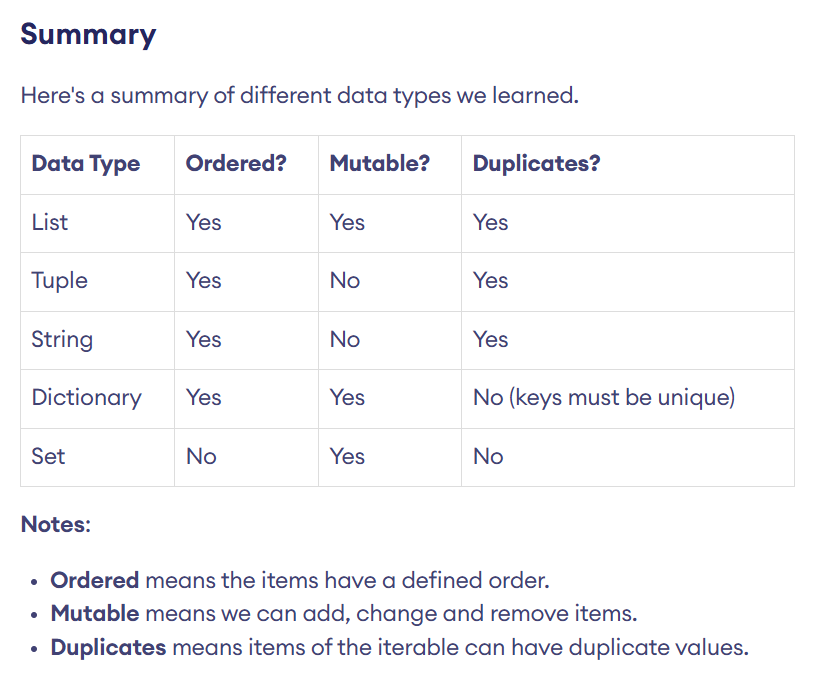 Summary
Here's a summary of different data types we learned.
Data Type Ordered? Mutable? Duplicates?
List Yes Yes Yes
Tuple Yes No Yes
String Yes No Yes
Dictionary Yes Yes No (keys must be unique)
Set No Yes No
Notes:
• Ordered means the items have a defined order.
• Mutable means we can add, change and remove items.
• Duplicates means items of the iterable can have duplicate values.